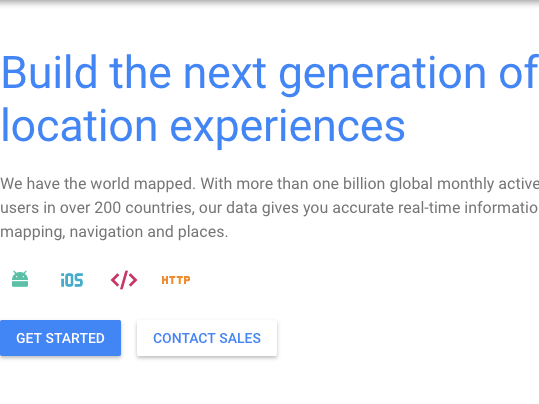 Build the next generation of
location experiences
We have the world mapped. With more than one billion global monthly active
users in over 200 countries, our data gives you accurate real-time informatio
mapping, navigation and places.
iOS </> HTTP
GET STARTED CONTACT SALES